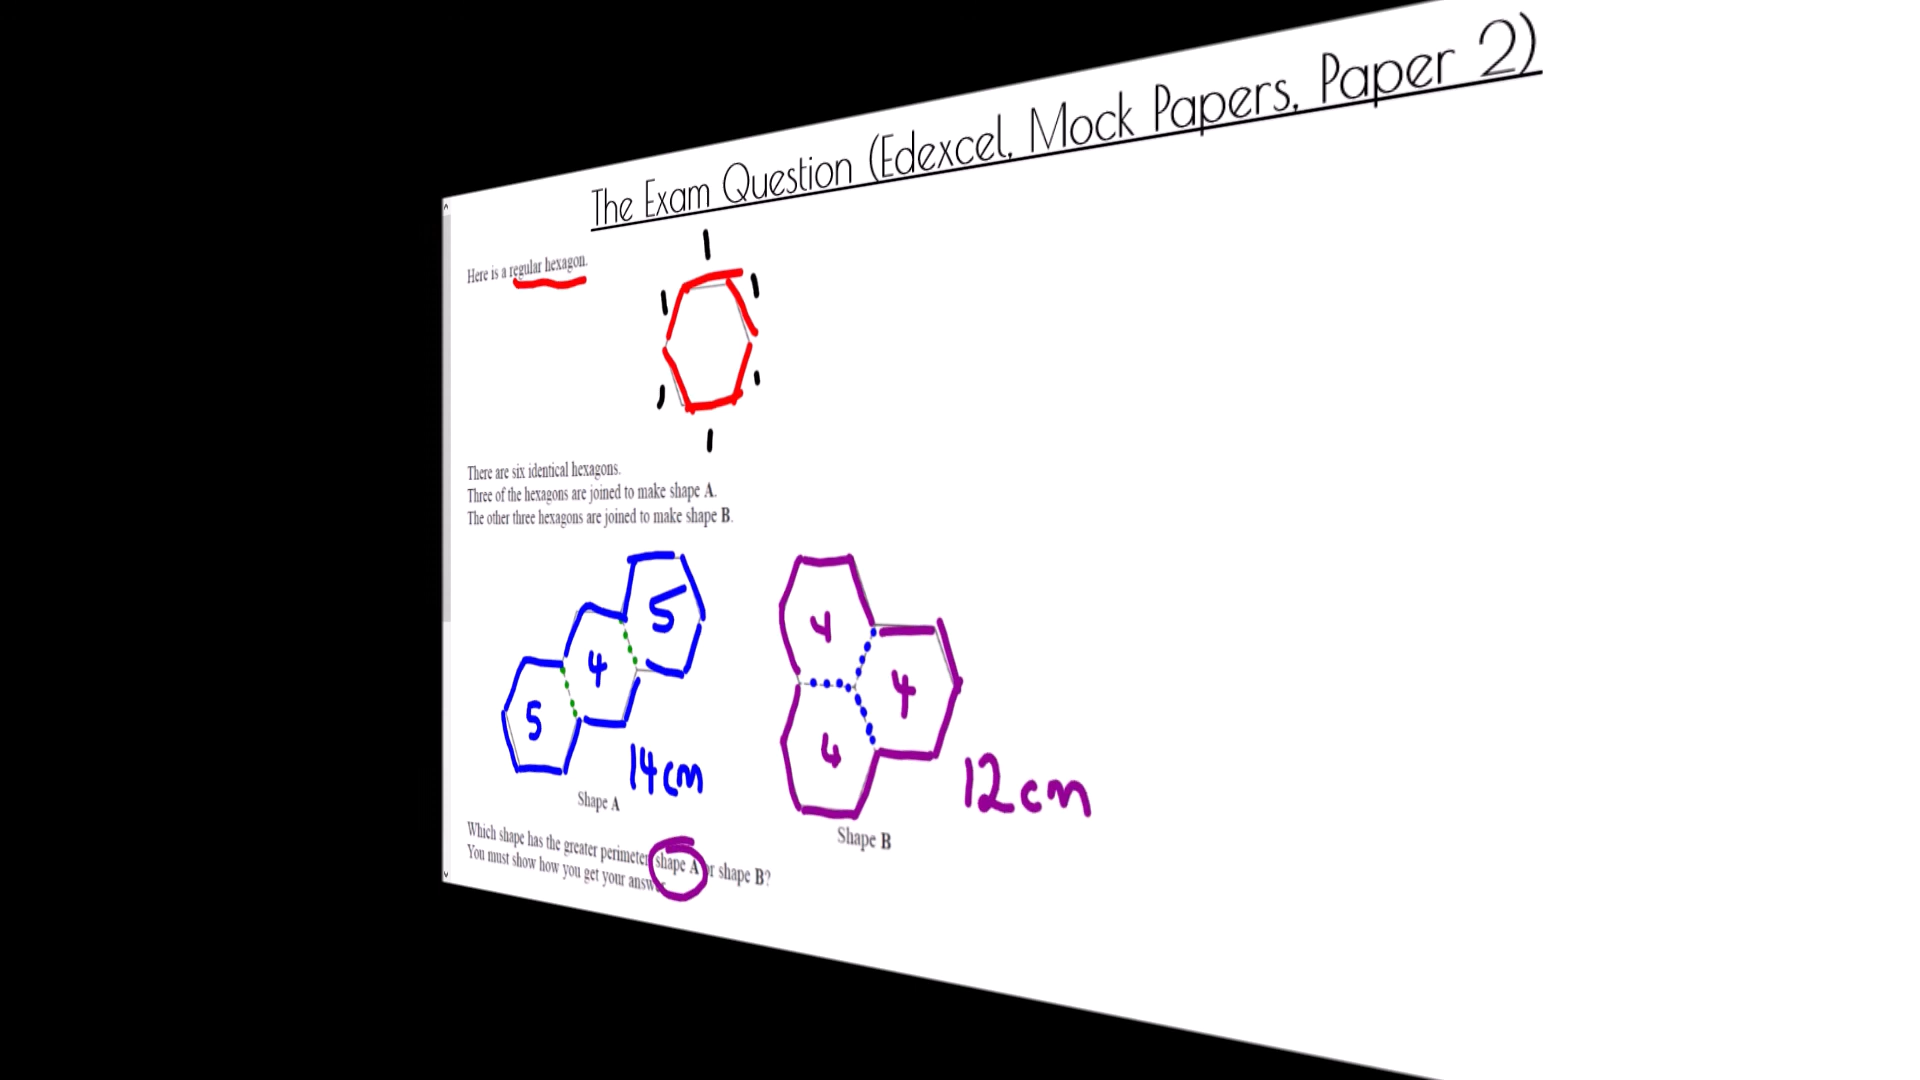 The Exam Question (Edexcel, Mock Papers, Paper 2)
Here is a regular hexagon.
1
1
1
1
1
1
There are six identical hexagons.
Three of the hexagons are joined to make shape A.
The other three hexagons are joined to make shape B.
5
4
5
14cm
Shape A
4
4
4
12cm
Shape B
Which shape has the greater perimeter shape A or shape B?
You must show how you get your